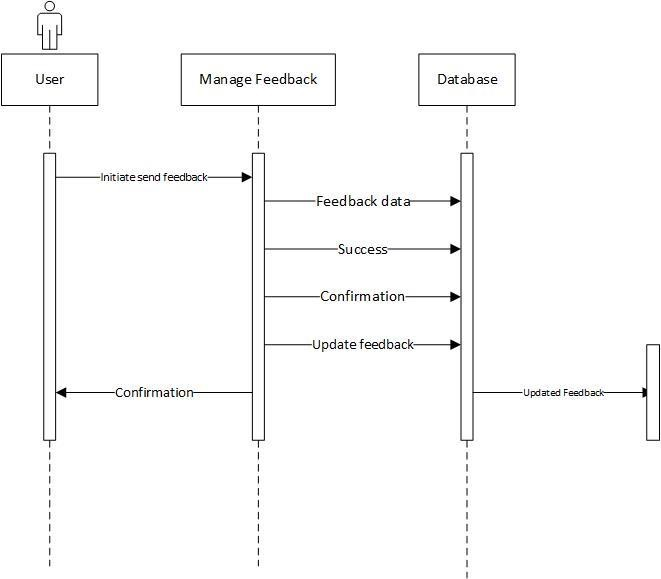 User
Manage Feedback
Database
Initiate send feedback
Feedback data
Success
Confirmation
Update feedback
Confirmation
Updated Feedback